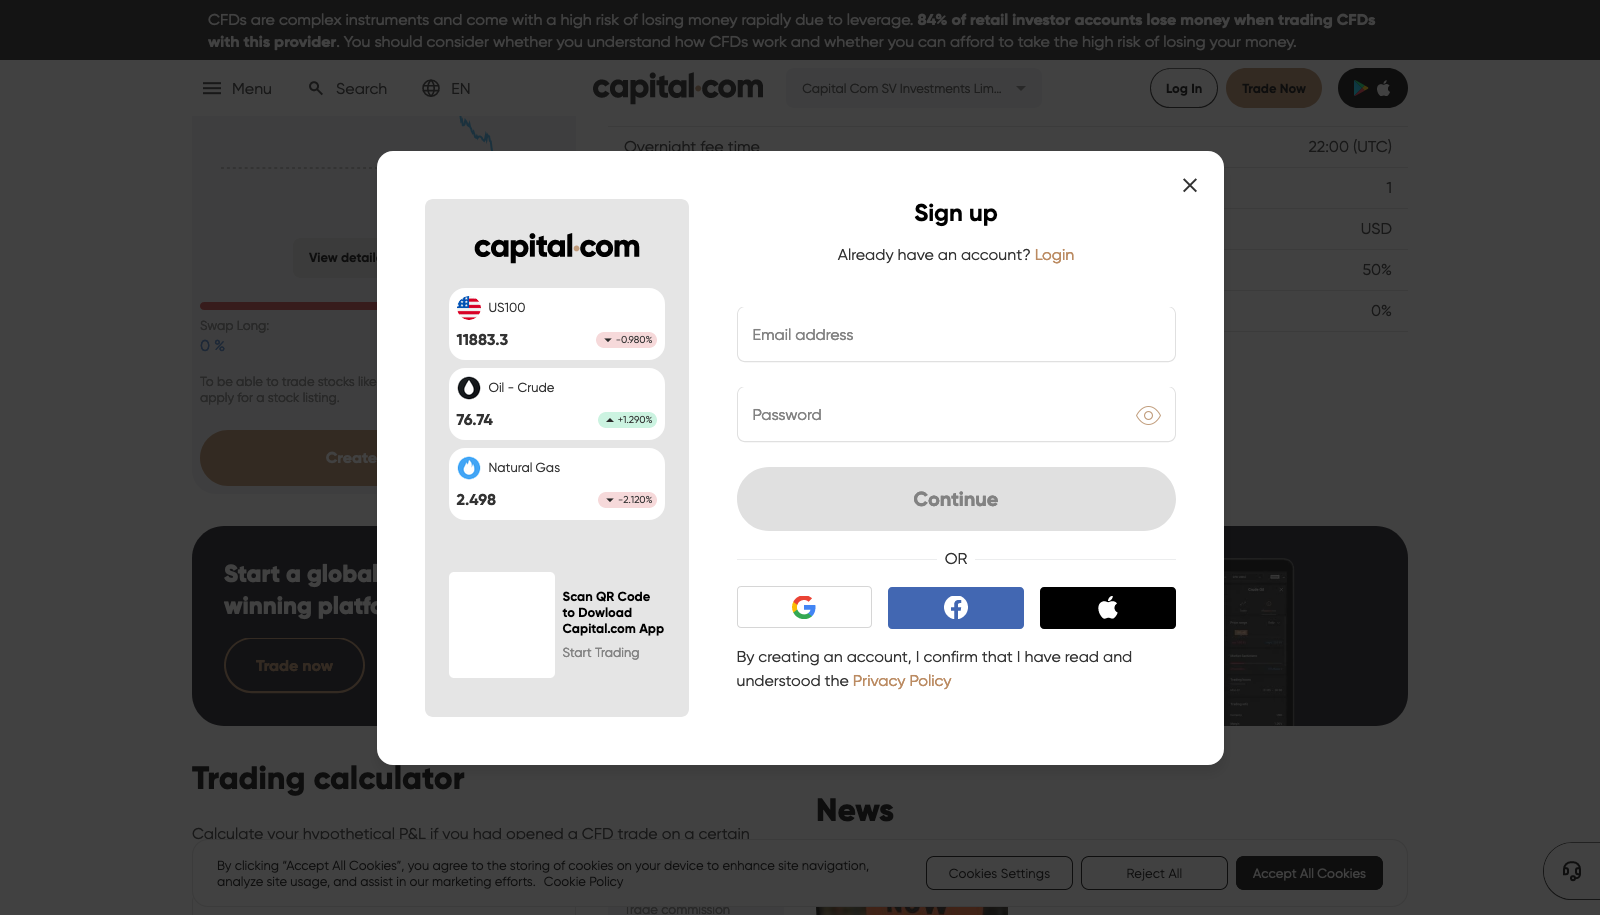 CFDs are complex instruments and come with a high risk of losing money rapidly due to leverage. 84% of retail investor accounts lose money when trading CFDs
with this provider. You should consider whether you understand how CFDs work and whether you can afford to take the high risk of losing your money.
Menu
Search
EN
capital.com
Capital Com SV Investments Lim...
Log In
Trade Now
Overnight fee time
22:00 (UTC)
1
USD
50%
0%
View detail
Swap Long:
0 %
To be able to trade stocks like
apply for a stock listing.
Create
Start a global
winning platfo
Trade now
capital.com
US100
11883.3
-0.980%
Oil - Crude
76.74
+1.290%
Natural Gas
2.498
-2.120%
Scan QR Code
to Dowload
Capital.com App
Start Trading
Sign up
Already have an account? Login
Email address
Password
Continue
OR
By creating an account, I confirm that I have read and
understood the Privacy Policy
Trading calculator
Calculate your hypothetical P&L if you had opened a CFD trade on a certain
News
By clicking "Accept All Cookies", you agree to the storing of cookies on your device to enhance site navigation,
analyze site usage, and assist in our marketing efforts. Cookie Policy
Cookies Settings
Reject All
Accept All Cookies
Trade commission
NOW